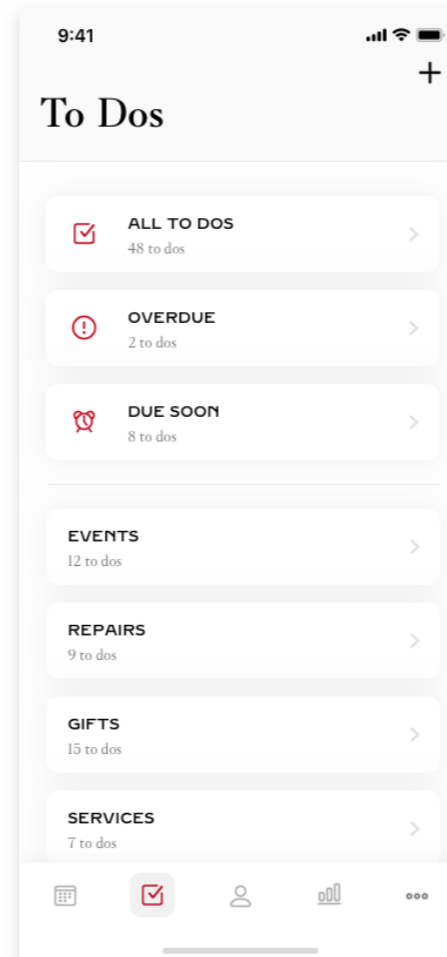 9:41
To Dos
ALL TO DOS
48 to dos
OVERDUE
2 to dos
DUE SOON
8 to dos
EVENTS
12 to dos
REPAIRS
9 to dos
GIFTS
15 to dos
SERVICES
7 to dos